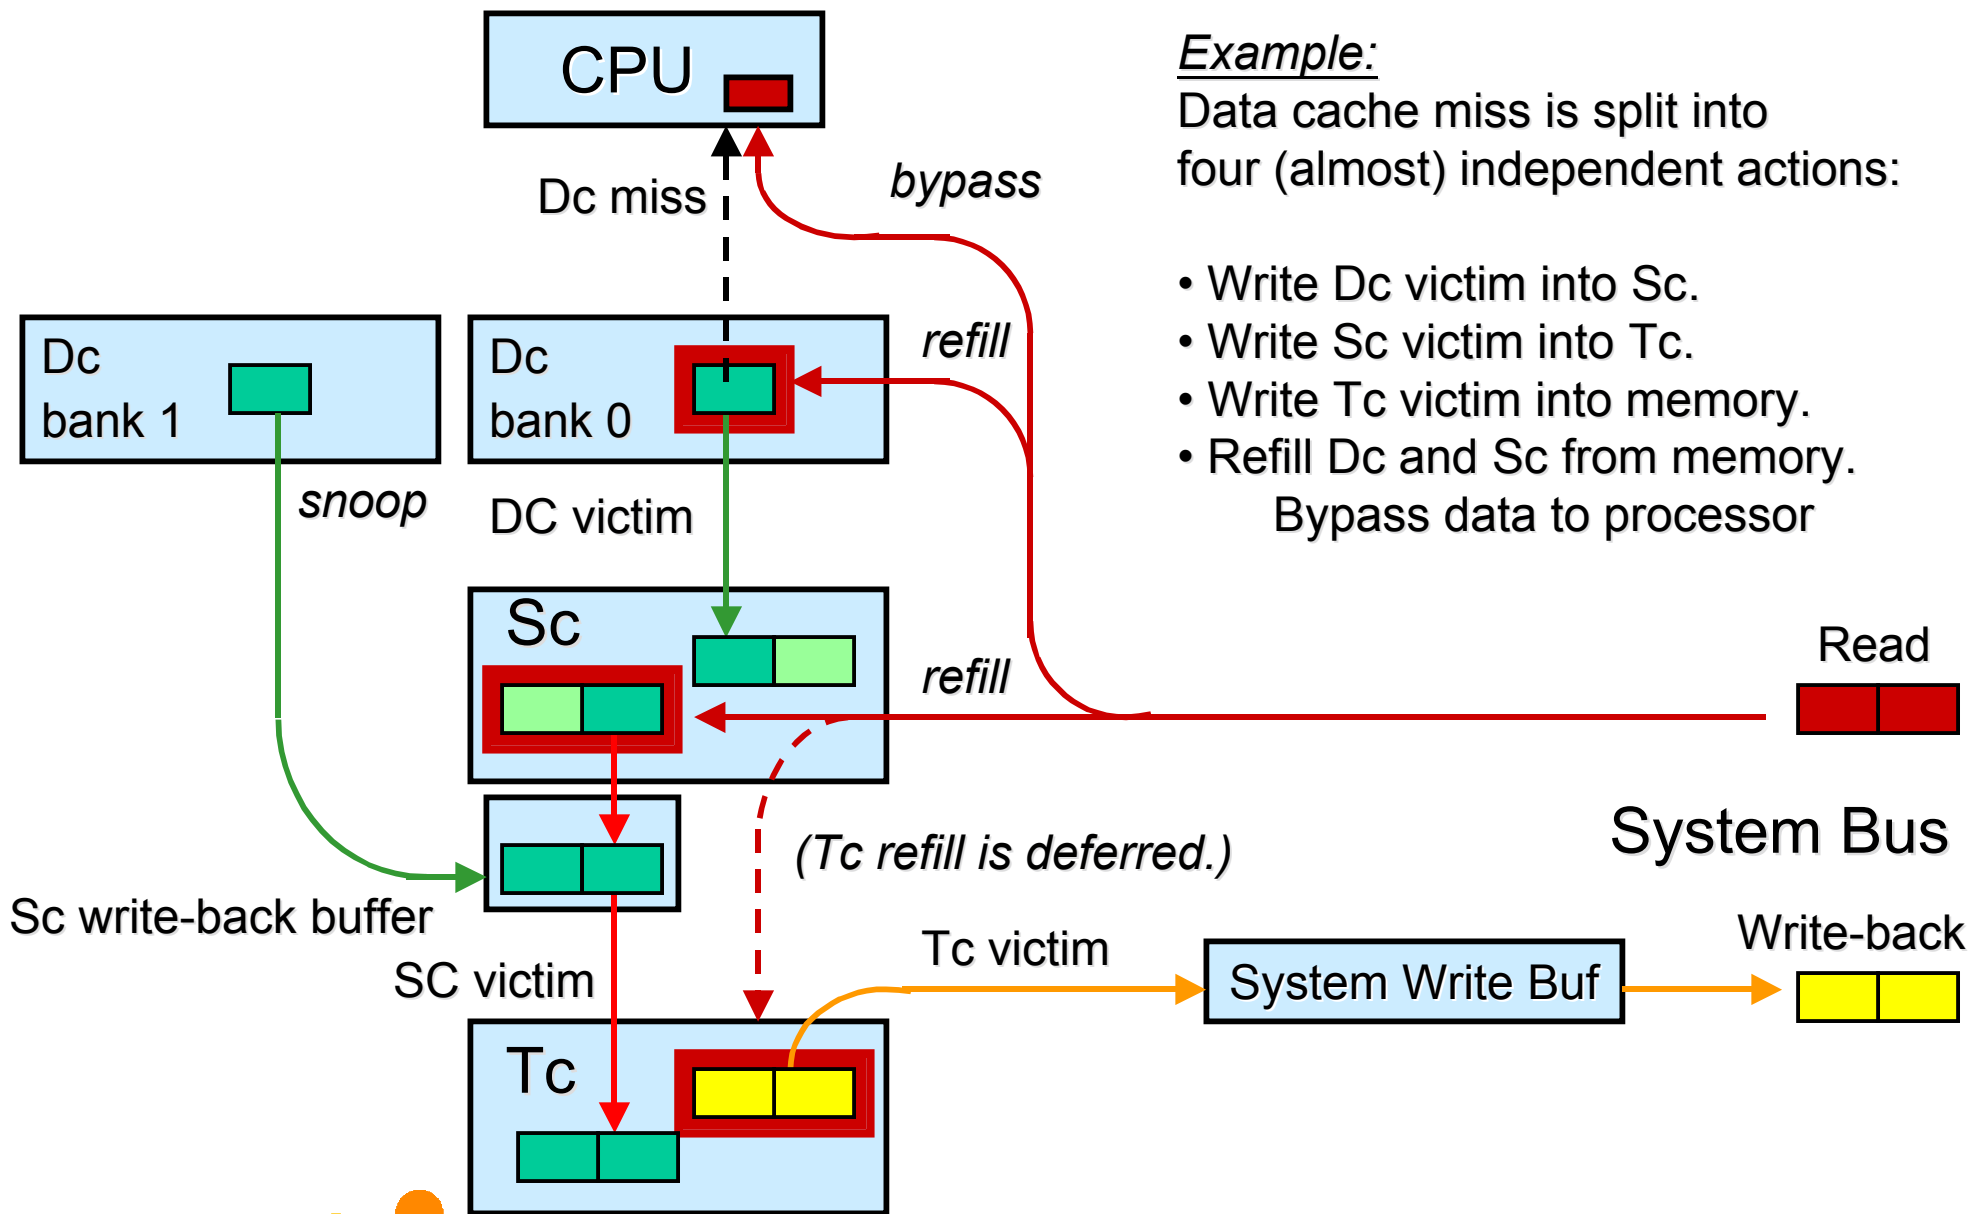 CPU
Example:
Data cache miss is split into
four (almost) independent actions:
• Write Dc victim into Sc.
• Write Sc victim into Tc.
• Write Tc victim into memory.
• Refill Dc and Sc from memory.
Bypass data to processor
Dc miss
bypass
Dc
bank 1
Dc
bank 0
refill
snoop
DC victim
Sc
refill
Read
System Bus
(Tc refill is deferred.)
Sc write-back buffer
SC victim
Tc victim
System Write Buf
Write-back
Tc